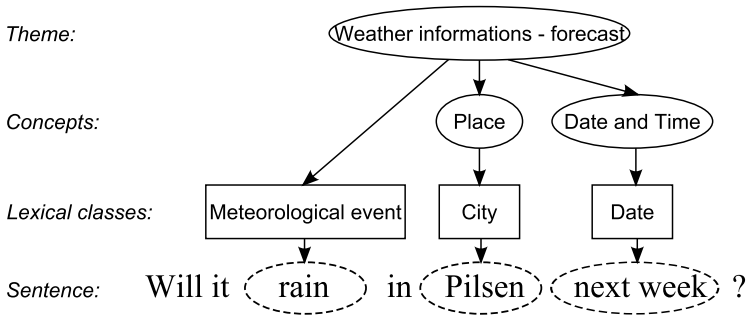 Theme: Weather informations - forecast
Concepts: Place Date and Time
Lexical classes: Meteorological event City Date
Sentence: Will it rain in Pilsen next week ?